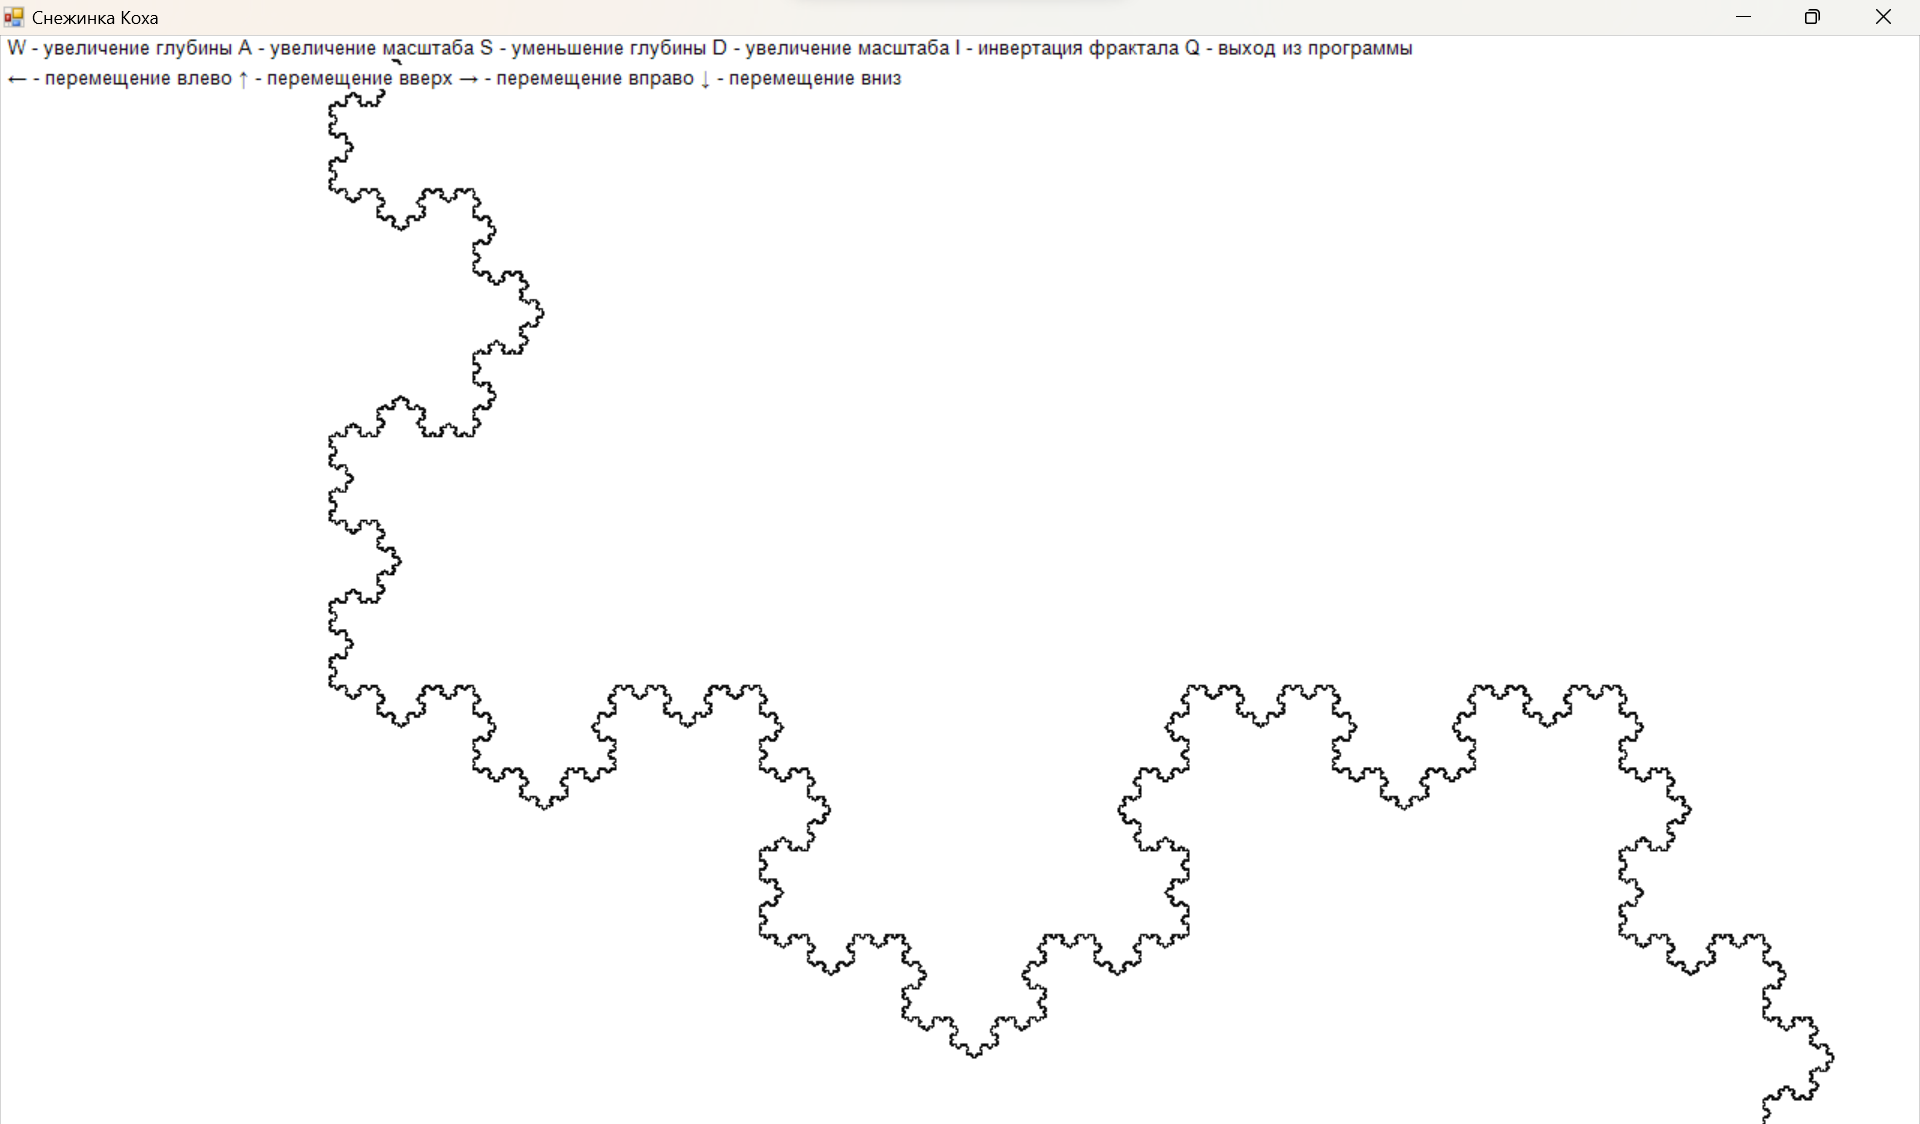 Снежинка Коха
W - увеличение глубины A - увеличение масштаба S - уменьшение глубины D - увеличение масштаба I - инвертация фрактала Q - выход из программы
← - перемещение влево ↑ - перемещение вверх → - перемещение вправо ↓ - перемещение вниз